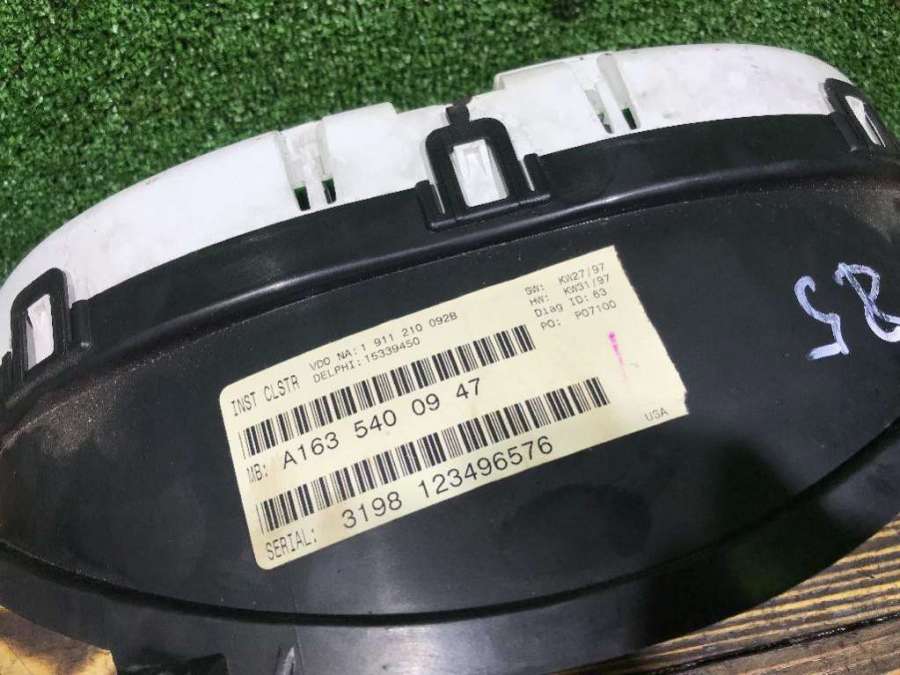 INST CLSTR
VDO NA: 1 911 210 092B
DELPHI: 15339450
SW: KW27/97
HW: KW31/97
Diag ID: 63
PO: P07100
MB: A163 540 09 47
USA
SERIAL: 3198 123496576